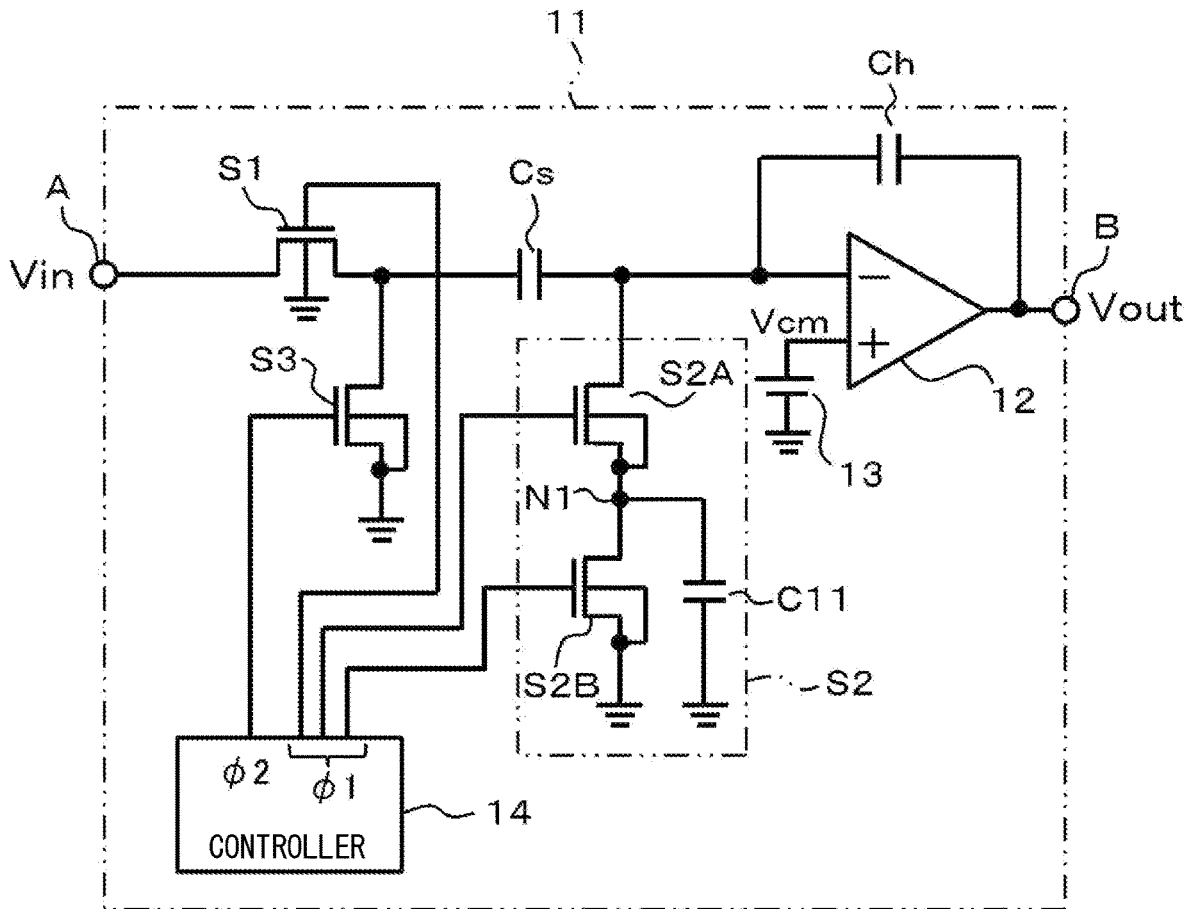 11
Ch
S1
Cs
A
B
Vin
−
Vcm
Vout
S3
+
S2A
12
13
N1
C11
S2B
S2
ϕ2
ϕ1
14
CONTROLLER